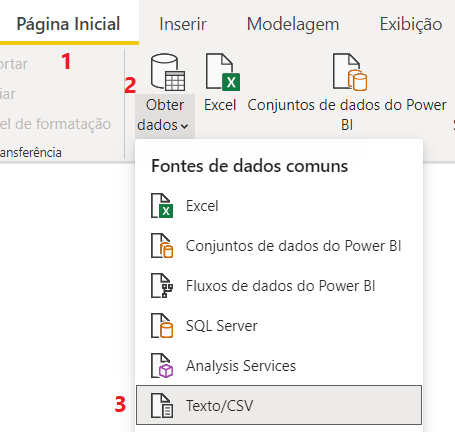 Página Inicial Inserir Modelagem Exibição
ortar 1
iar 2
el de formatação
ansferência
Obter dados Excel Conjuntos de dados do Power BI
Fontes de dados comuns
Excel
Conjuntos de dados do Power BI
Fluxos de dados do Power BI
SQL Server
Analysis Services
3 Texto/CSV